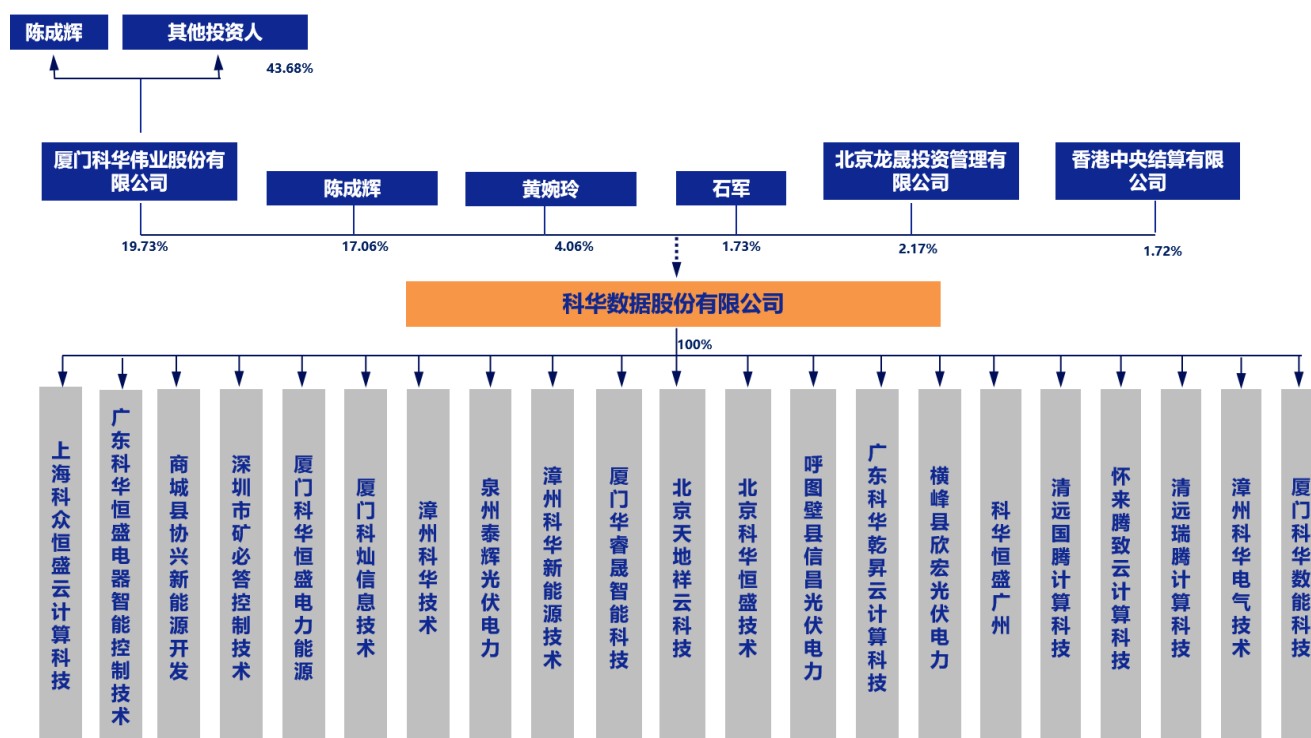 陈成辉
其他投资人
43.68%
厦门科华伟业股份有
限公司
陈成辉
黄婉玲
石军
北京龙晟投资管理有
限公司
香港中央结算有限
公司
19.73%
17.06%
4.06%
1.73%
2.17%
1.72%
科华数据股份有限公司
100%
上海科众恒盛云计算科技
广东科华恒盛电器智能控制技术
商城县协兴新能源开发
深圳市矿必答控制技术
厦门科华恒盛电力能源
厦门科灿信息技术
漳州科华技术
泉州泰辉光伏电力
漳州科华新能源技术
厦门华睿晟智能科技
北京天地祥云科技
北京科华恒盛技术
呼图壁县信昌光伏电力
广东科华乾昇云计算科技
横峰县欣宏光伏电力
科华恒盛广州
清远国腾计算科技
怀来腾致云计算科技
清远瑞腾计算科技
漳州科华电气技术
厦门科华数能科技